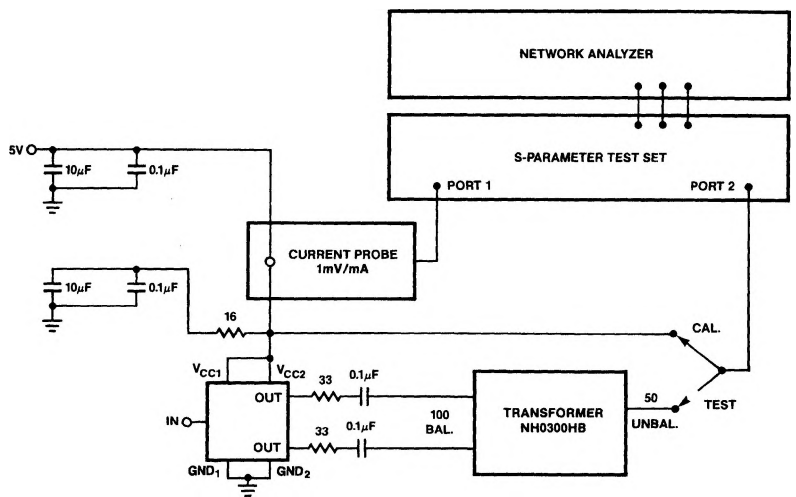 NETWORK ANALYZER
S-PARAMETER TEST SET
PORT 1
PORT 2
5V
10μF
0.1μF
CURRENT PROBE
1mV/mA
10μF
0.1μF
16
CAL.
VCC1
VCC2
33
0.1μF
OUT
IN
OUT
33
0.1μF
100
BAL.
TRANSFORMER
NH0300HB
50
UNBAL.
TEST
GND1
GND2